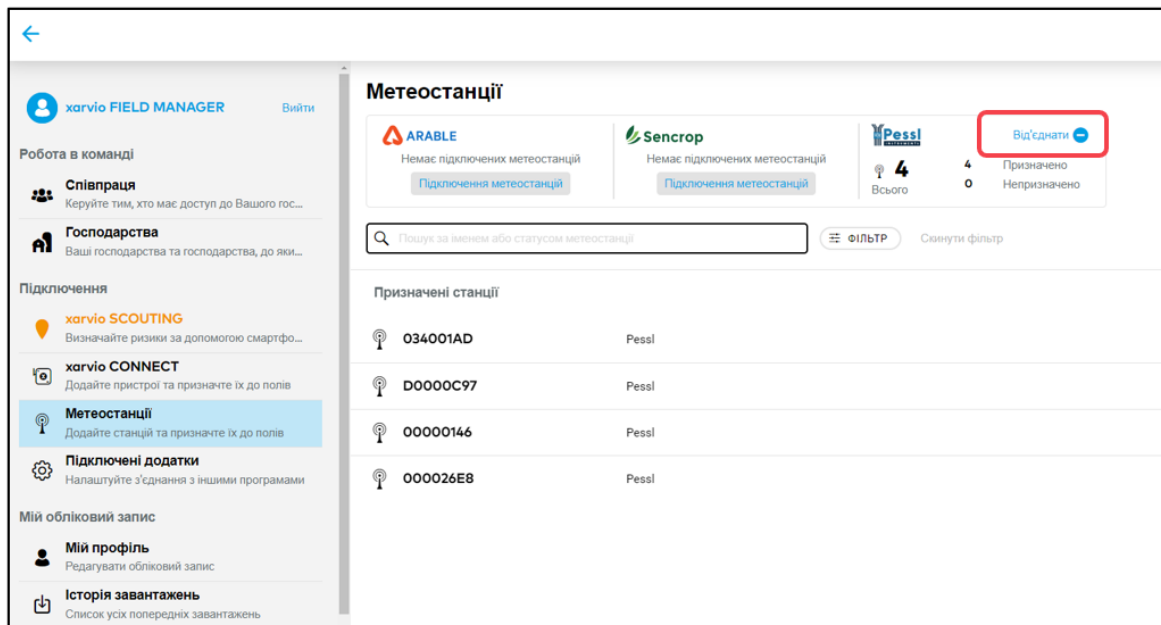 xarvio FIELD MANAGER Вийти
Робота в команді
Співпраця
Керуйте тим, хто має доступ до Вашого гос...
Господарства
Ваші господарства та господарства, до яки...
Підключення
xarvio SCOUTING
Визначайте ризики за допомогою смартфо...
xarvio CONNECT
Додайте пристрої та призначте їх до полів
Метеостанції
Додайте станцій та призначте їх до полів
Підключені додатки
Налаштуйте з'єднання з іншими програмами
Мій обліковий запис
Мій профіль
Редагувати обліковий запис
Історія завантажень
Список усіх попередніх завантажень
Метеостанції
ARABLE
Немає підключених метеостанцій
Підключення метеостанцій
Sencrop
Немає підключених метеостанцій
Підключення метеостанцій
Pessl
Від'єднати
4
Всього
4 Призначено
0 Непризначено
Пошук за іменем або статусом метеостанції
ФІЛЬТР
Скинути фільтр
Призначені станції
034001AD Pessl
D0000C97 Pessl
00000146 Pessl
000026E8 Pessl